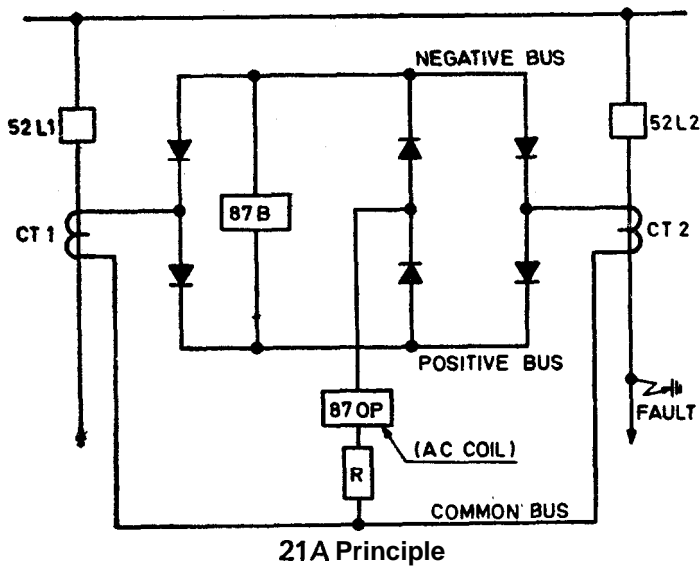 NEGATIVE BUS
52L1
52L2
87B
CT 1
CT 2
POSITIVE BUS
87OP
FAULT
(AC COIL)
R
COMMON BUS
21A Principle